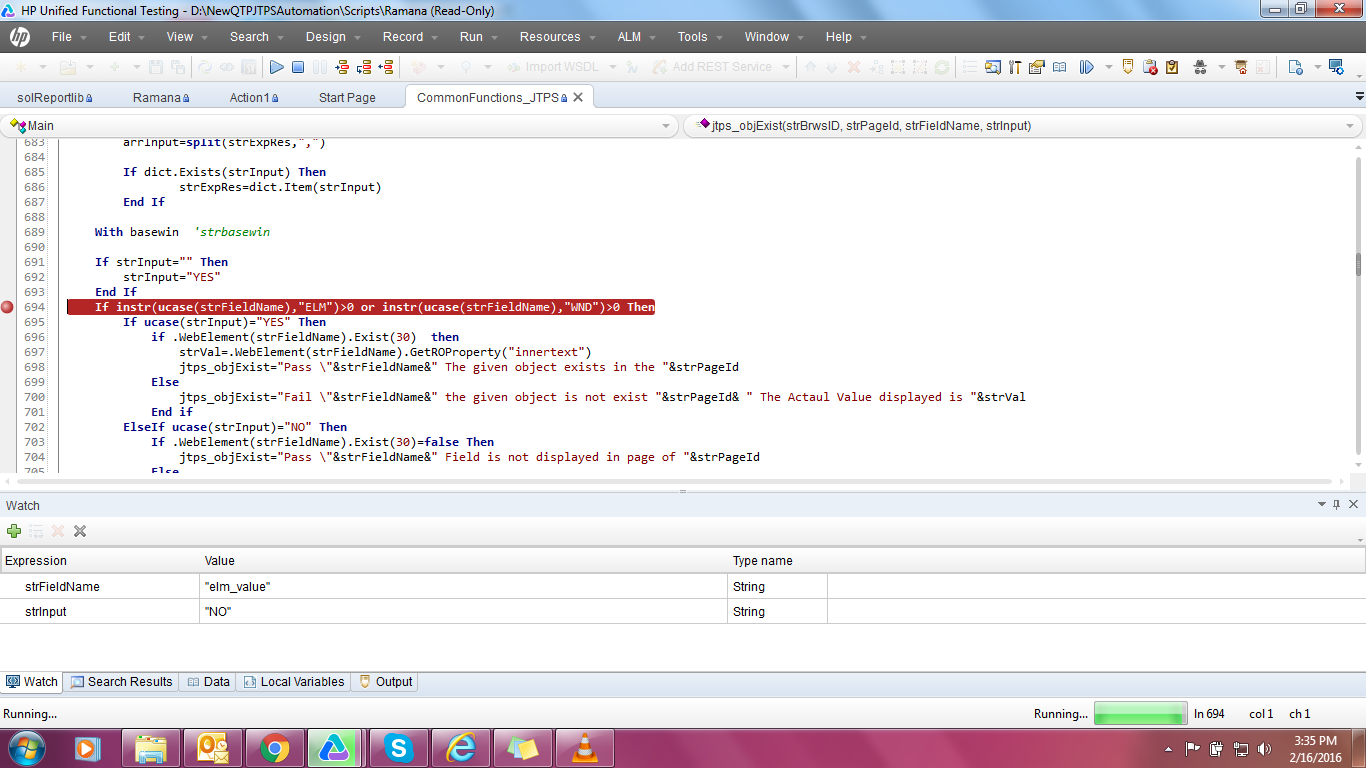 HP Unified Functional Testing - D:\NewQTPJTPSAutomation\Scripts\Ramana (Read-Only)
hp File Edit View Search Design Record Run Resources ALM Tools Window Help
Import WSDL Add REST Service
solReportlib Ramana Action1 Start Page CommonFunctions_JTPS
Main jtps_objExist(strBrwsID, strPageId, strFieldName, strInput)
683 arrInput=split(strExpRes,",")
684
685 If dict.Exists(strInput) Then
686 strExpRes=dict.Item(strInput)
687 End If
688
689 With basewin 'strbasewin
690
691 If strInput="" Then
692 strInput="YES"
693 End If
694 If instr(ucase(strFieldName),"ELM")>0 or instr(ucase(strFieldName),"WND")>0 Then
695 If ucase(strInput)="YES" Then
696 if .WebElement(strFieldName).Exist(30) then
697 strVal=.WebElement(strFieldName).GetROProperty("innertext")
698 jtps_objExist="Pass \"&strFieldName&" The given object exists in the "&strPageId
699 Else
700 jtps_objExist="Fail \"&strFieldName&" the given object is not exist "&strPageId& " The Actaul Value displayed is "&strVal
701 End if
702 ElseIf ucase(strInput)="NO" Then
703 If .WebElement(strFieldName).Exist(30)=false Then
704 jtps_objExist="Pass \"&strFieldName&" Field is not displayed in page of "&strPageId
705 Else
Watch
Expression Value Type name
strFieldName "elm_value" String
strInput "NO" String
Watch Search Results Data Local Variables Output
Running... Running... ln 694 col 1 ch 1
3:35 PM
2/16/2016